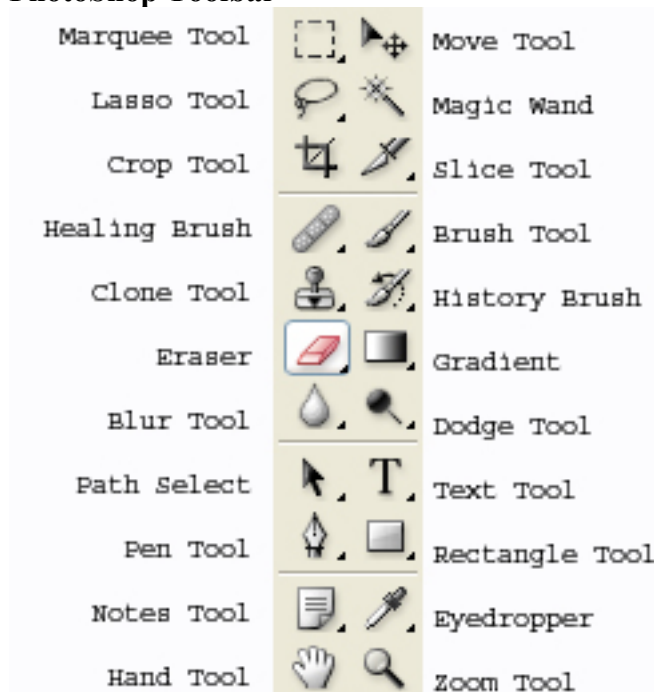 Photoshop Toolbar
Marquee Tool
Move Tool
Lasso Tool
Magic Wand
Crop Tool
Slice Tool
Healing Brush
Brush Tool
Clone Tool
History Brush
Eraser
Gradient
Blur Tool
Dodge Tool
Path Select
T
Text Tool
Pen Tool
Rectangle Tool
Notes Tool
Eyedropper
Hand Tool
Zoom Tool